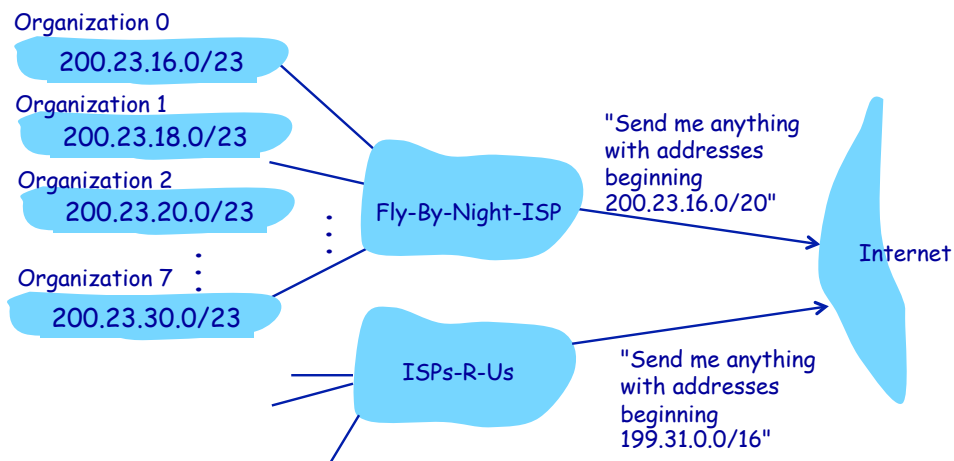 Organization 0
200.23.16.0/23
Organization 1
200.23.18.0/23
Organization 2
200.23.20.0/23
Organization 7
200.23.30.0/23
Fly-By-Night-ISP
"Send me anything
with addresses
beginning
200.23.16.0/20"
Internet
ISPs-R-Us
"Send me anything
with addresses
beginning
199.31.0.0/16"